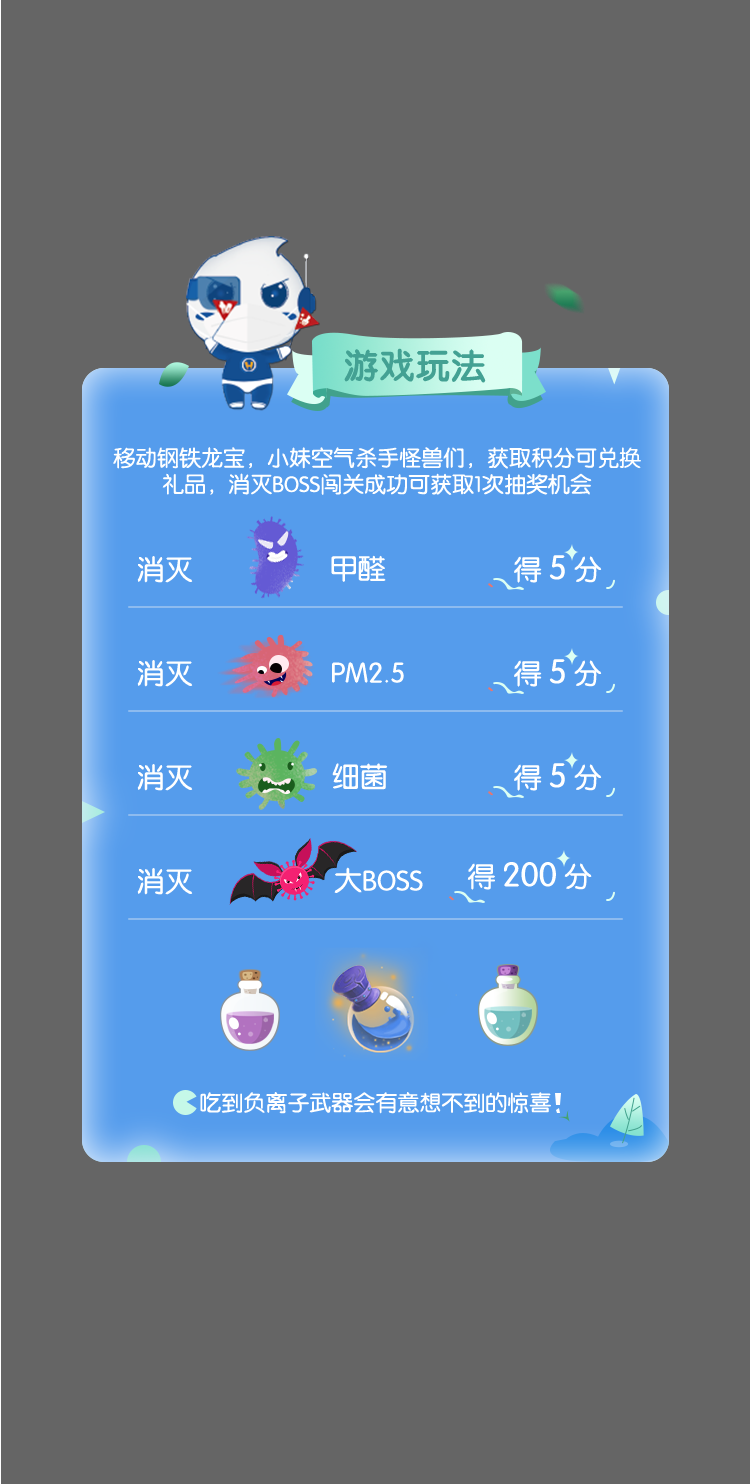 游戏玩法
移动钢铁龙宝，小妹空气杀手怪兽们，获取积分可兑换
礼品，消灭BOSS闯关成功可获取1次抽奖机会
消灭 甲醛 得 5 分
消灭 PM2.5 得 5 分
消灭 细菌 得 5 分
消灭 大BOSS 得 200 分
吃到负离子武器会有意想不到的惊喜！